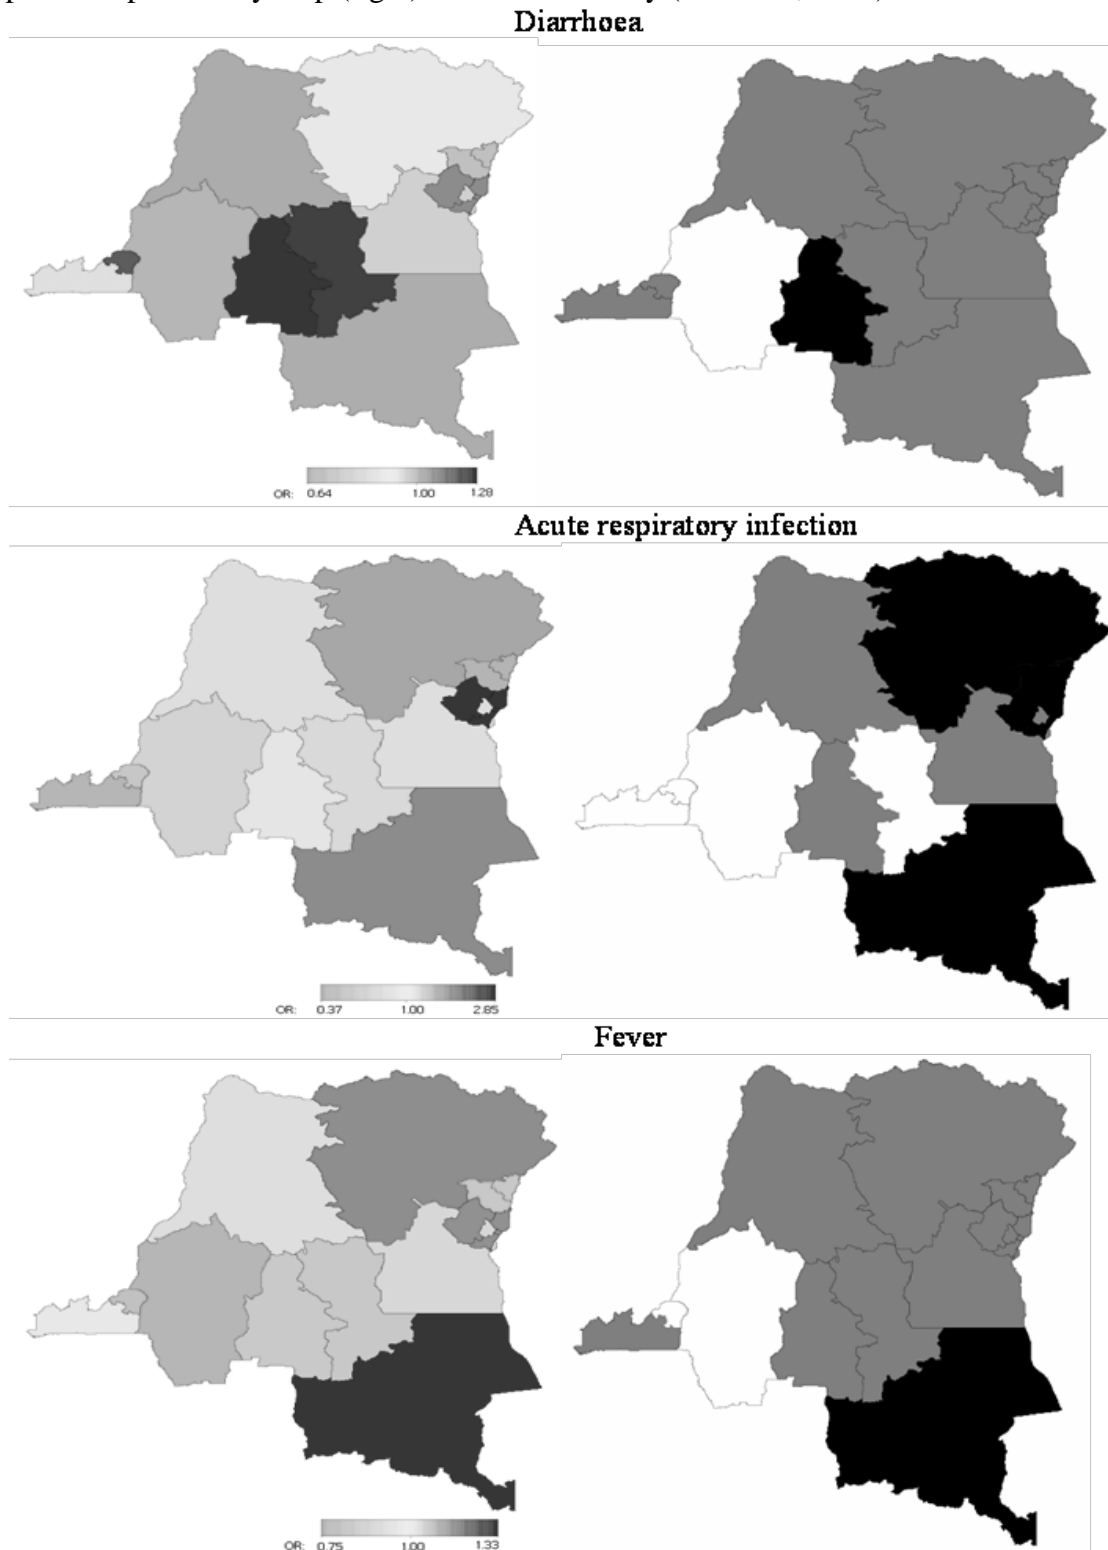 Diarrhoea
OR: 0.64 1.00 1.28
Acute respiratory infection
OR: 0.37 1.00 2.85
Fever
OR: 0.75 1.00 1.33